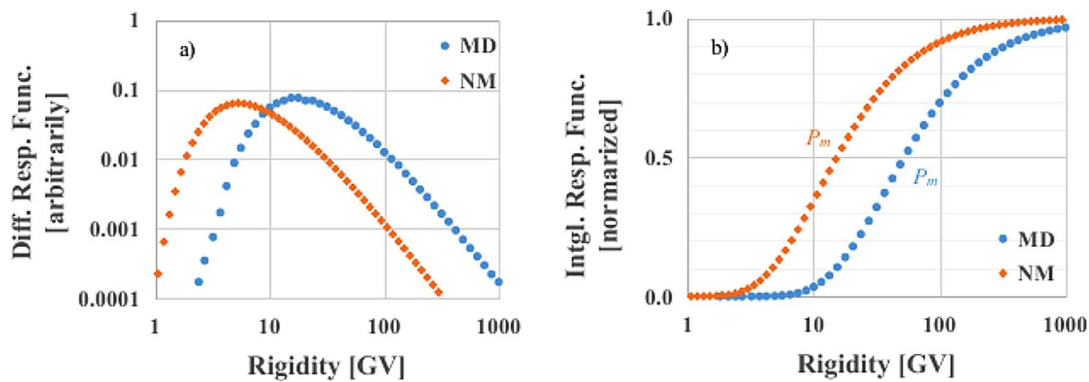 Diff. Resp. Func.
[arbitrarily]
1
0.1
0.01
0.001
0.0001
a)
MD
NM
1
10
100
1000
Rigidity [GV]
Intgl. Resp. Func.
[normarized]
1.0
0.5
0.0
b)
Pm
Pm
MD
NM
1
10
100
1000
Rigidity [GV]